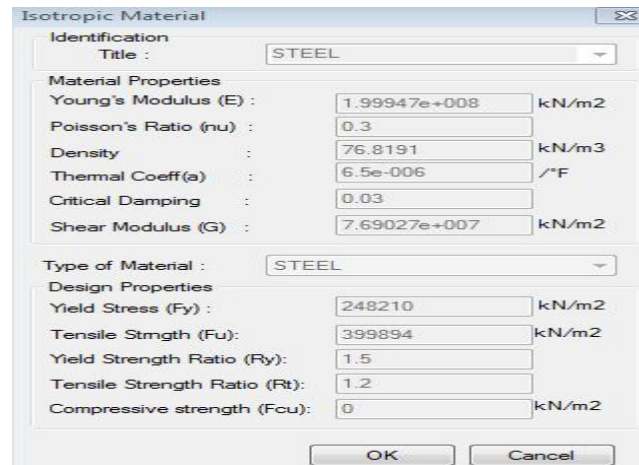 Isotropic Material
Identification
Title : STEEL
Material Properties
Young's Modulus (E) : 1.99947e+008 kN/m2
Poisson's Ratio (nu) : 0.3
Density : 76.8191 kN/m3
Thermal Coeff(a) : 6.5e-006 /°F
Critical Damping : 0.03
Shear Modulus (G) : 7.69027e+007 kN/m2
Type of Material : STEEL
Design Properties
Yield Stress (Fy) : 248210 kN/m2
Tensile Strngth (Fu): 399894 kN/m2
Yield Strength Ratio (Ry): 1.5
Tensile Strength Ratio (Rt): 1.2
Compressive strength (Fcu): 0 kN/m2
OK Cancel